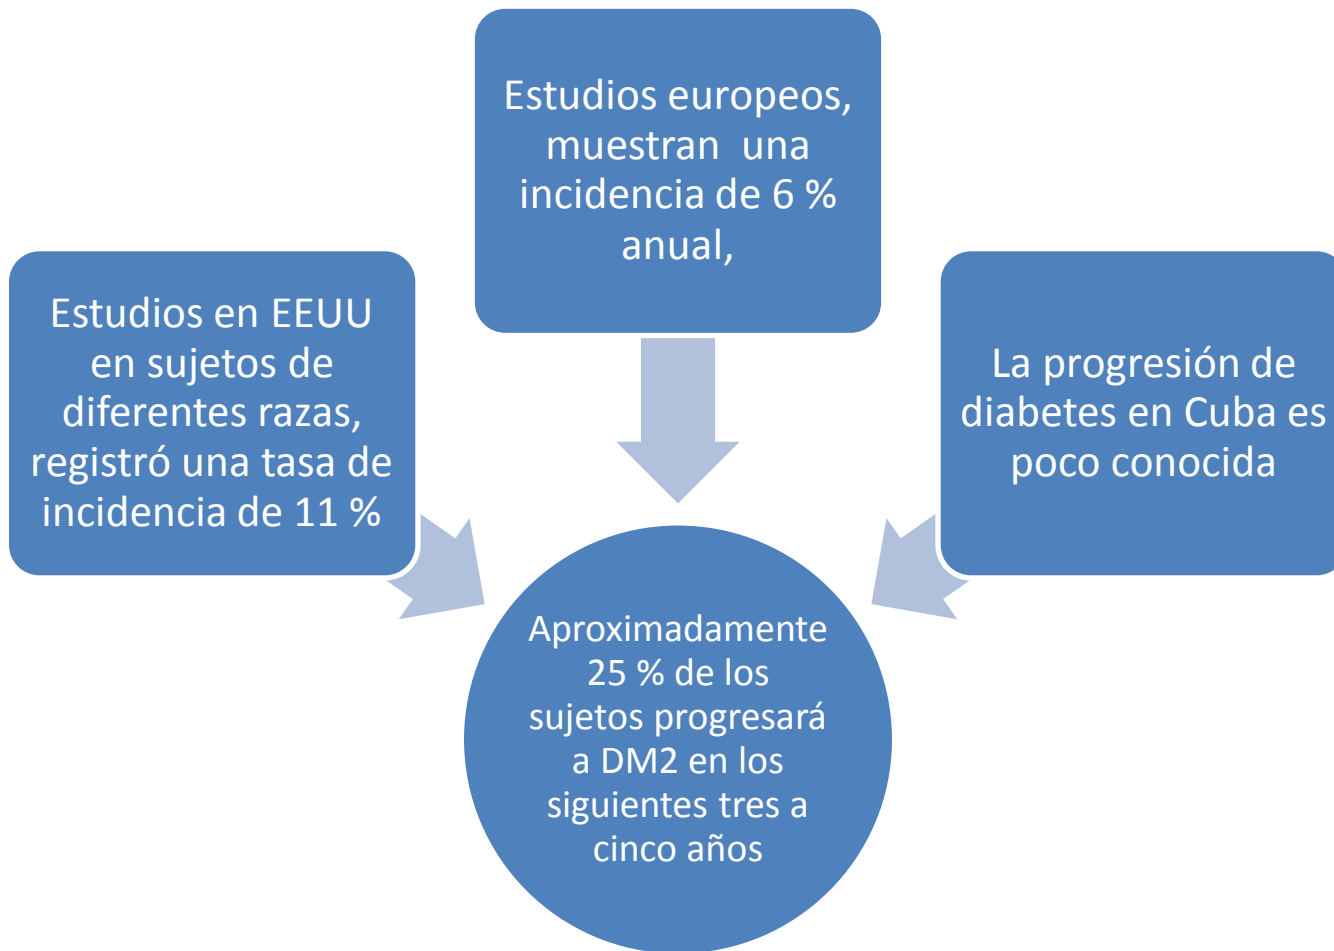 Estudios europeos,
muestran una
incidencia de 6 %
anual,
Estudios en EEUU
en sujetos de
diferentes razas,
registró una tasa de
incidencia de 11 %
La progresión de
diabetes en Cuba es
poco conocida
Aproximadamente
25 % de los
sujetos progresará
a DM2 en los
siguientes tres a
cinco años